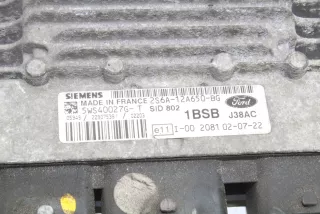 SIEMENS
MADE IN FRANCE 2S6A-12A650-BG
5WS40027G-T SID 802
Ford
1BSB J38AC
e11 I-00 2081 02-07-22